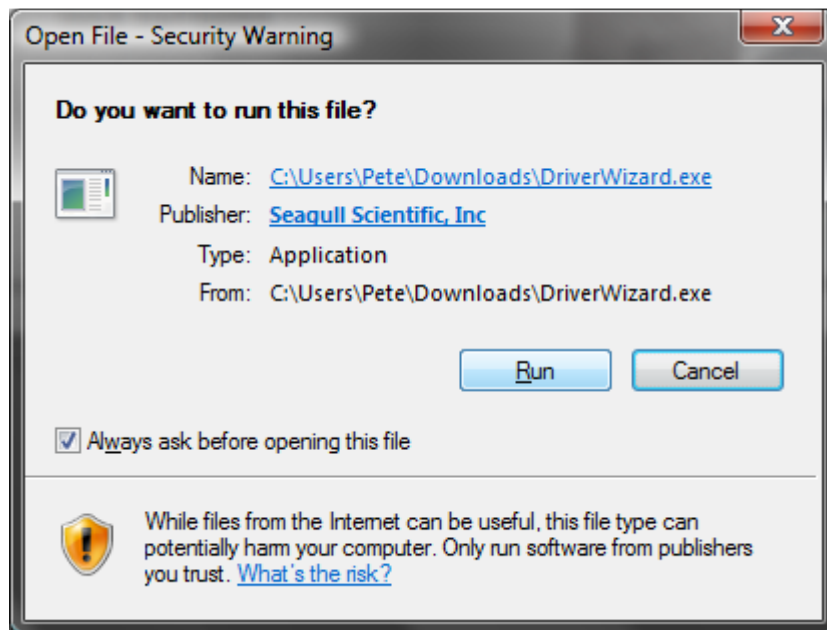 Open File - Security Warning
Do you want to run this file?
Name: C:\Users\Pete\Downloads\DriverWizard.exe
Publisher: Seagull Scientific, Inc
Type: Application
From: C:\Users\Pete\Downloads\DriverWizard.exe
Run Cancel
Always ask before opening this file
While files from the Internet can be useful, this file type can
potentially harm your computer. Only run software from publishers
you trust. What's the risk?